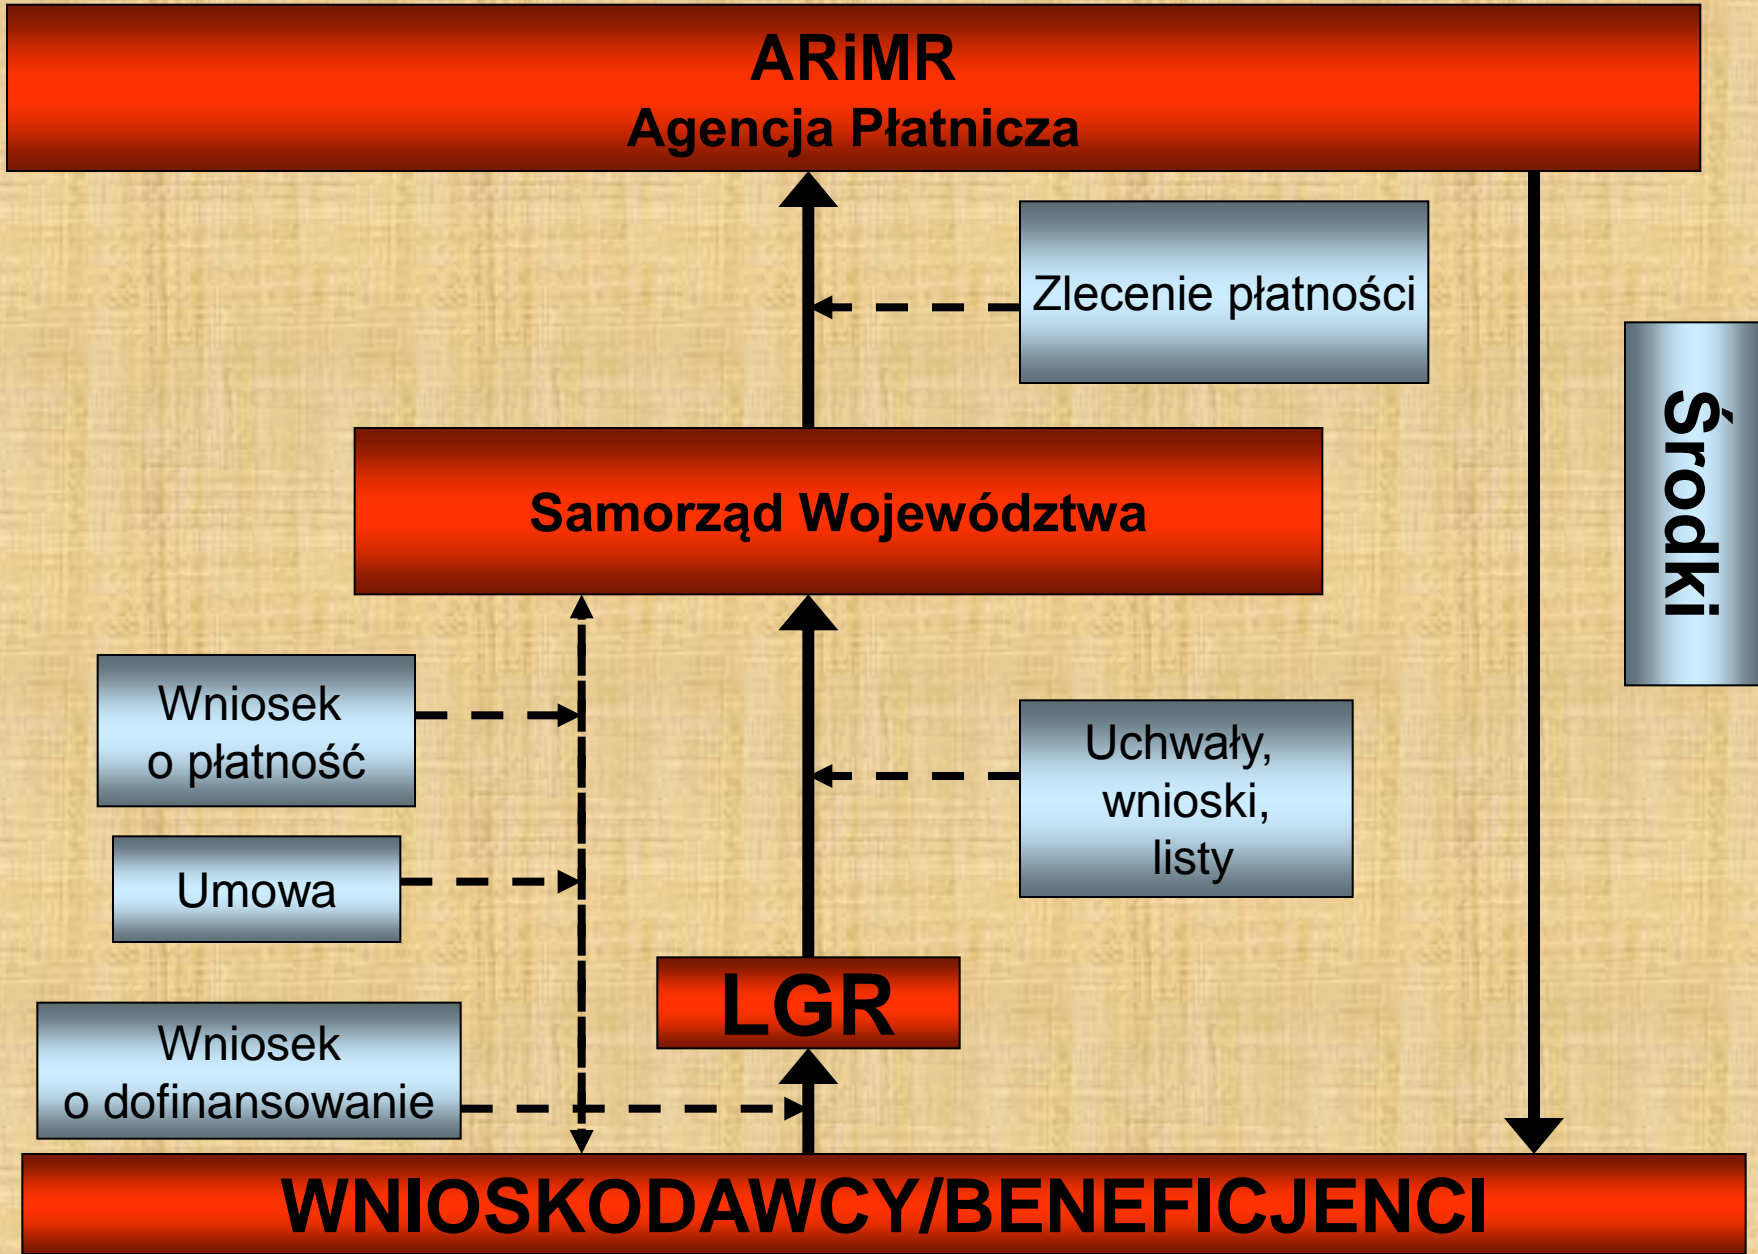 ARiMR
Agencja Płatnicza
Zlecenie płatności
Środki
Samorząd Województwa
Wniosek
o płatność
Uchwały,
wnioski,
listy
Umowa
LGR
Wniosek
o dofinansowanie
WNIOSKODAWCY/BENEFICJENCI